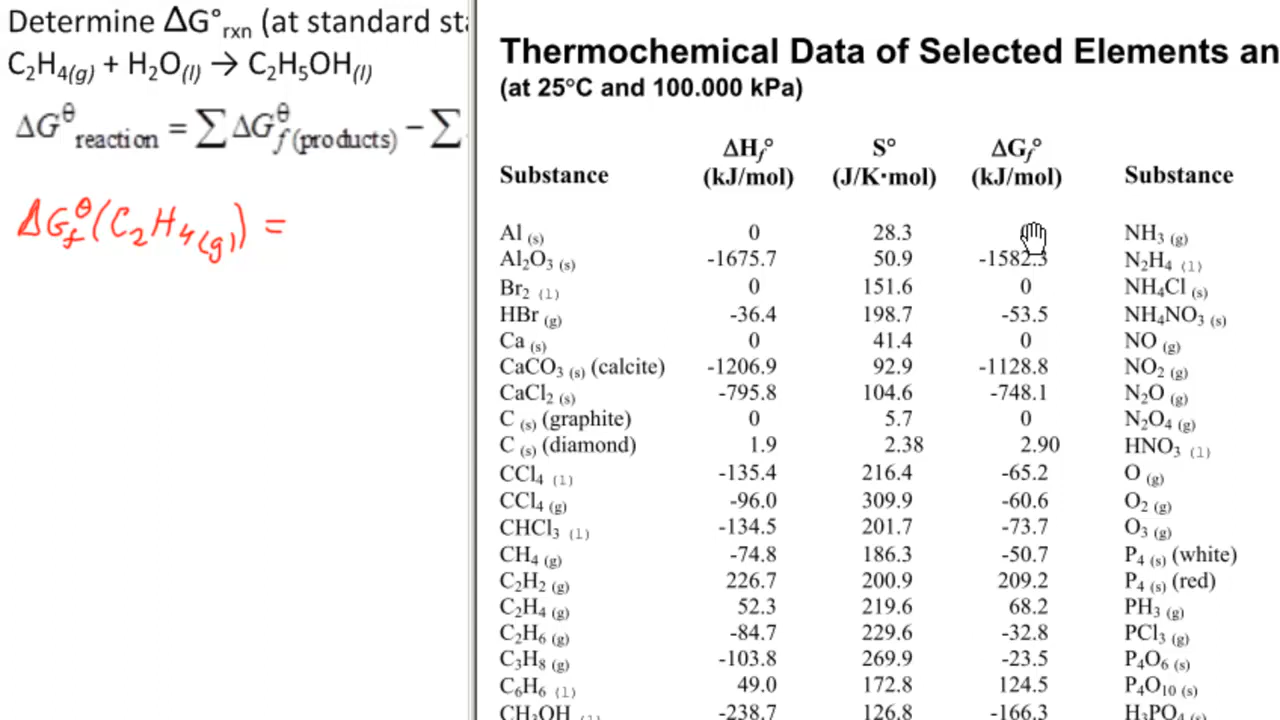 Determine ΔG°rxn (at standard sta
C₂H₄(g) + H₂O(l) → C₂H₅OH(l)
ΔG^θ reaction = ∑ΔG^θ f(products) − ∑
ΔGf^θ(C₂H₄(g)) =
Thermochemical Data of Selected Elements an
(at 25°C and 100.000 kPa)
ΔHf° S° ΔGf°
Substance (kJ/mol) (J/K·mol) (kJ/mol) Substance
Al (s) 0 28.3 NH₃ (g)
Al₂O₃ (s) -1675.7 50.9 -1582.3 N₂H₄ (l)
Br₂ (l) 0 151.6 0 NH₄Cl (s)
HBr (g) -36.4 198.7 -53.5 NH₄NO₃ (s)
Ca (s) 0 41.4 0 NO (g)
CaCO₃ (s) (calcite) -1206.9 92.9 -1128.8 NO₂ (g)
CaCl₂ (s) -795.8 104.6 -748.1 N₂O (g)
C (s) (graphite) 0 5.7 0 N₂O₄ (g)
C (s) (diamond) 1.9 2.38 2.90 HNO₃ (l)
CCl₄ (l) -135.4 216.4 -65.2 O (g)
CCl₄ (g) -96.0 309.9 -60.6 O₂ (g)
CHCl₃ (l) -134.5 201.7 -73.7 O₃ (g)
CH₄ (g) -74.8 186.3 -50.7 P₄ (s) (white)
C₂H₂ (g) 226.7 200.9 209.2 P₄ (s) (red)
C₂H₄ (g) 52.3 219.6 68.2 PH₃ (g)
C₂H₆ (g) -84.7 229.6 -32.8 PCl₃ (g)
C₃H₈ (g) -103.8 269.9 -23.5 P₄O₆ (s)
C₆H₆ (l) 49.0 172.8 124.5 P₄O₁₀ (s)
CH₃OH (l) -238.7 126.8 -166.3 H₃PO₄ (s)